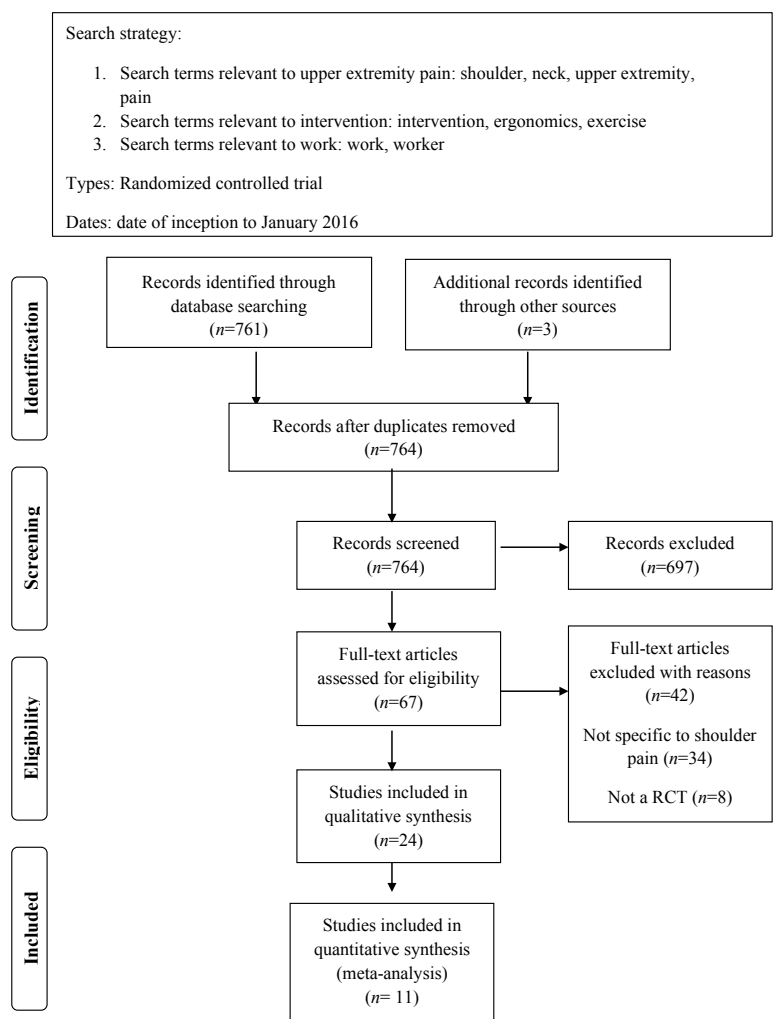 Search strategy:
1. Search terms relevant to upper extremity pain: shoulder, neck, upper extremity,
pain
2. Search terms relevant to intervention: intervention, ergonomics, exercise
3. Search terms relevant to work: work, worker
Types: Randomized controlled trial
Dates: date of inception to January 2016
Identification
Records identified through
database searching
(n=761)
Additional records identified
through other sources
(n=3)
Records after duplicates removed
(n=764)
Screening
Records screened
(n=764)
Records excluded
(n=697)
Eligibility
Full-text articles
assessed for eligibility
(n=67)
Full-text articles
excluded with reasons
(n=42)
Not specific to shoulder
pain (n=34)
Not a RCT (n=8)
Studies included in
qualitative synthesis
(n=24)
Included
Studies included in
quantitative synthesis
(meta-analysis)
(n= 11)